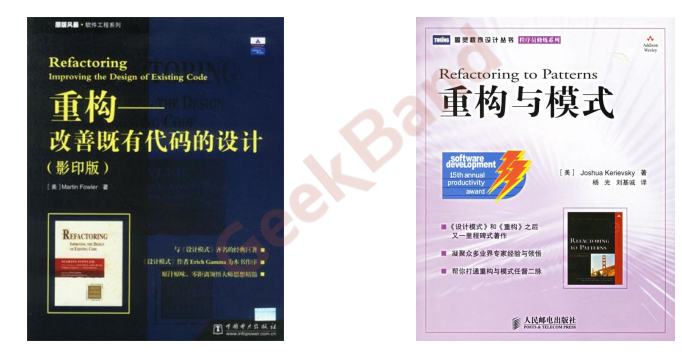 原版风暴·软件工程系列
Refactoring
Improving the Design of Existing Code
重构——
改善既有代码的设计
（影印版）
[美]Martin Fowler 著
REFACTORING
IMPROVING THE DESIGN
OF EXISTING CODE
MARTIN FOWLER
与《设计模式》齐名的经典巨著
《设计模式》作者Erich Gamma为本书作序
原汁原味，零距离领悟大师思想精髓
中国电力出版社
www.infopower.com.cn
SeekBand
TURING
图灵程序设计丛书
程序员修炼系列
Addison
Wesley
Refactoring to Patterns
重构与模式
software
development
15th annual
productivity
award
[美] Joshua Kerievsky 著
杨光 刘基诚 译
《设计模式》和《重构》之后
又一里程碑式著作
凝聚众多业界专家经验与领悟
帮你打通重构与模式任督二脉
REFACTORING
TO
PATTERNS
人民邮电出版社
POSTS & TELECOM PRESS